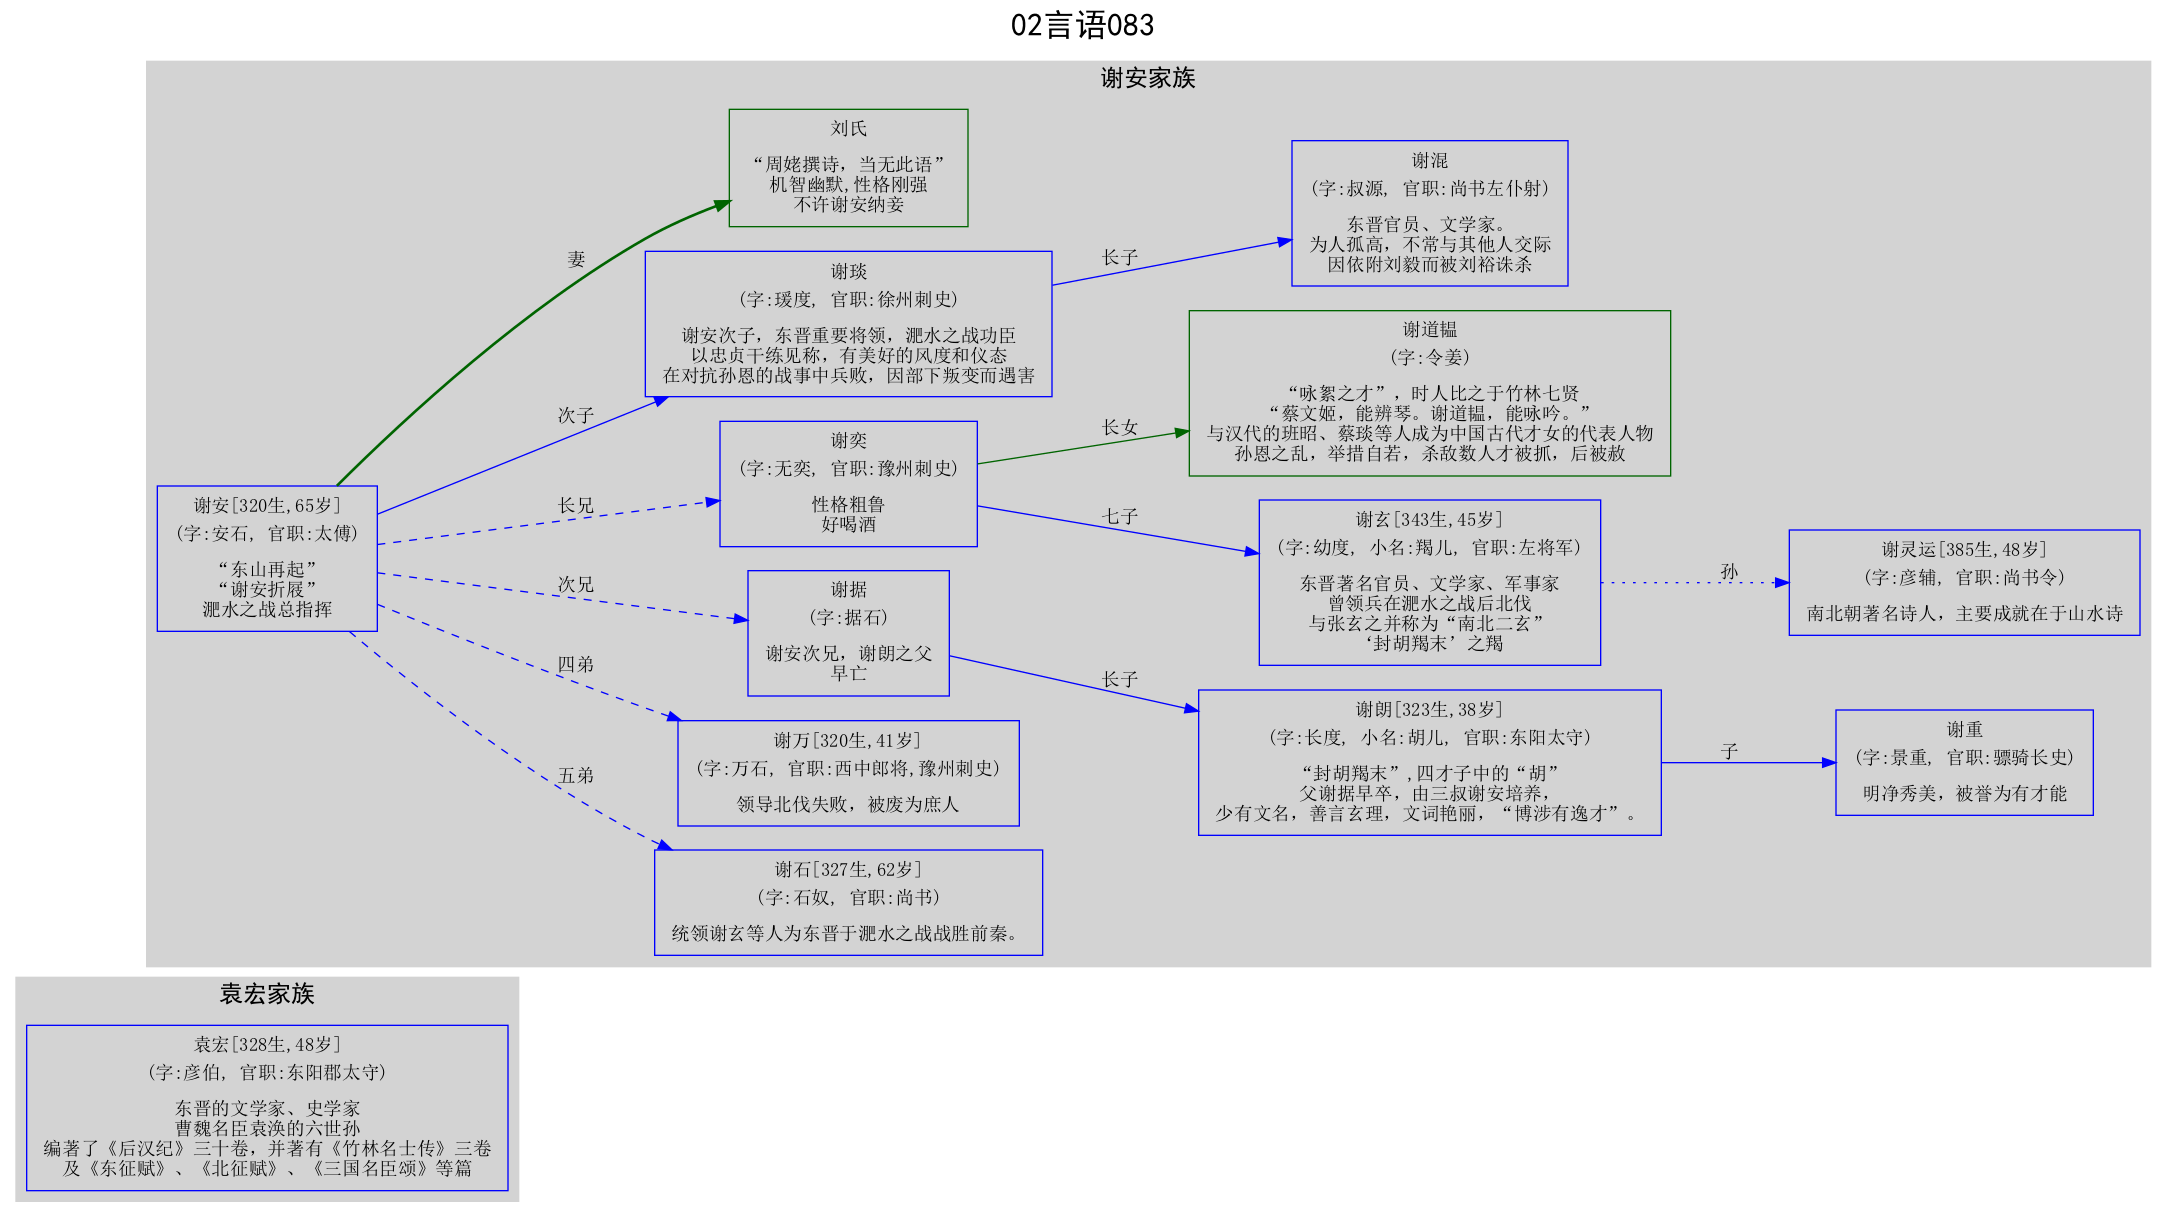 02言语083
谢安家族
刘氏
“周姥撰诗，当无此语”
机智幽默,性格刚强
不许谢安纳妾
妻
谢琰
(字:瑗度, 官职:徐州刺史)
谢安次子，东晋重要将领，淝水之战功臣
以忠贞干练见称，有美好的风度和仪态
在对抗孙恩的战事中兵败，因部下叛变而遇害
次子
长子
谢混
(字:叔源, 官职:尚书左仆射)
东晋官员、文学家。
为人孤高，不常与其他人交际
因依附刘毅而被刘裕诛杀
谢道韫
(字:令姜)
“咏絮之才”，时人比之于竹林七贤
“蔡文姬，能辨琴。谢道韫，能咏吟。”
与汉代的班昭、蔡琰等人成为中国古代才女的代表人物
孙恩之乱，举措自若，杀敌数人才被抓，后被赦
长女
谢奕
(字:无奕, 官职:豫州刺史)
性格粗鲁
好喝酒
长兄
谢安[320生,65岁]
(字:安石, 官职:太傅)
“东山再起”
“谢安折屐”
淝水之战总指挥
七子
谢玄[343生,45岁]
(字:幼度, 小名:羯儿, 官职:左将军)
东晋著名官员、文学家、军事家
曾领兵在淝水之战后北伐
与张玄之并称为“南北二玄”
‘封胡羯末’之羯
孙
谢灵运[385生,48岁]
(字:彦辅, 官职:尚书令)
南北朝著名诗人，主要成就在于山水诗
次兄
谢据
(字:据石)
谢安次兄，谢朗之父
早亡
长子
谢朗[323生,38岁]
(字:长度, 小名:胡儿, 官职:东阳太守)
“封胡羯末”,四才子中的“胡”
父谢据早卒，由三叔谢安培养，
少有文名，善言玄理，文词艳丽，“博涉有逸才”。
子
谢重
(字:景重, 官职:骠骑长史)
明净秀美，被誉为有才能
四弟
谢万[320生,41岁]
(字:万石, 官职:西中郎将,豫州刺史)
领导北伐失败，被废为庶人
五弟
谢石[327生,62岁]
(字:石奴, 官职:尚书)
统领谢玄等人为东晋于淝水之战战胜前秦。
袁宏家族
袁宏[328生,48岁]
(字:彦伯, 官职:东阳郡太守)
东晋的文学家、史学家
曹魏名臣袁涣的六世孙
编著了《后汉纪》三十卷，并著有《竹林名士传》三卷
及《东征赋》、《北征赋》、《三国名臣颂》等篇